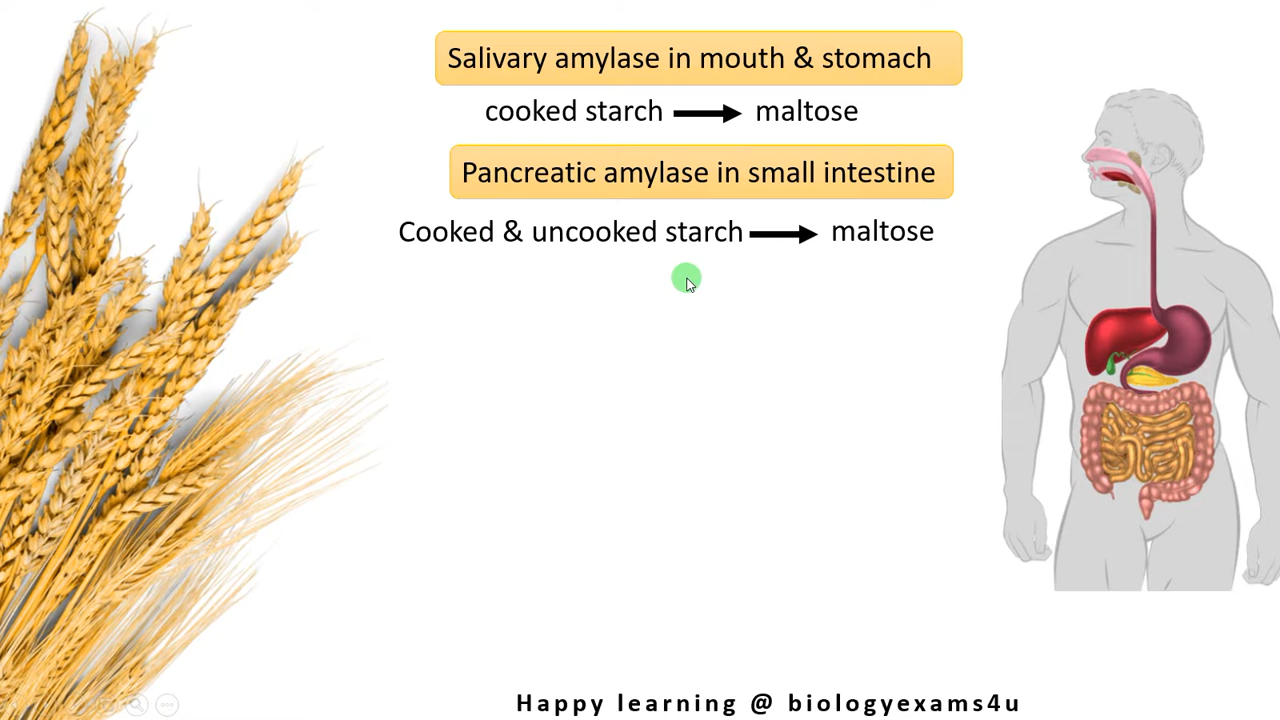 Salivary amylase in mouth & stomach
cooked starch → maltose
Pancreatic amylase in small intestine
Cooked & uncooked starch → maltose
Happy learning @ biologyexams4u